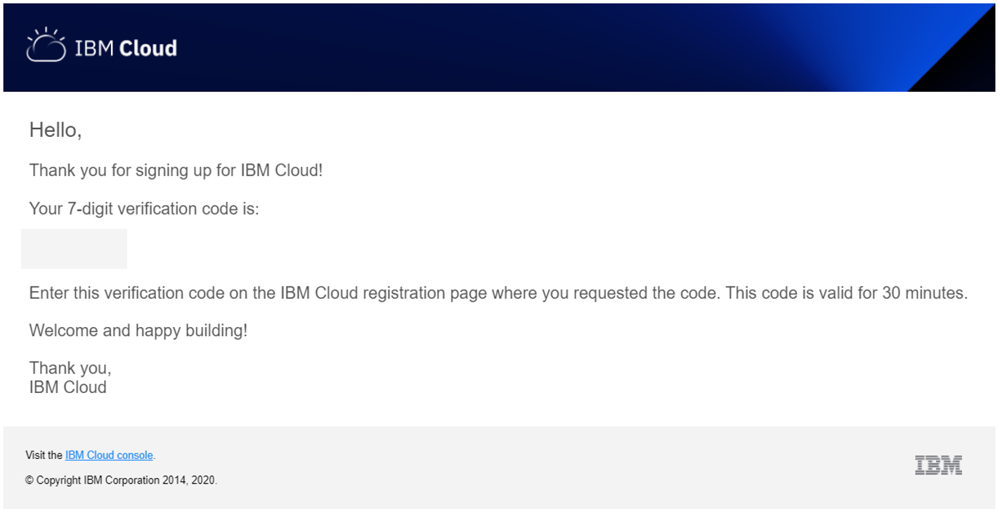 IBM Cloud
Hello,
Thank you for signing up for IBM Cloud!
Your 7-digit verification code is:
Enter this verification code on the IBM Cloud registration page where you requested the code. This code is valid for 30 minutes.
Welcome and happy building!
Thank you,
IBM Cloud
Visit the IBM Cloud console.
© Copyright IBM Corporation 2014, 2020.
IBM